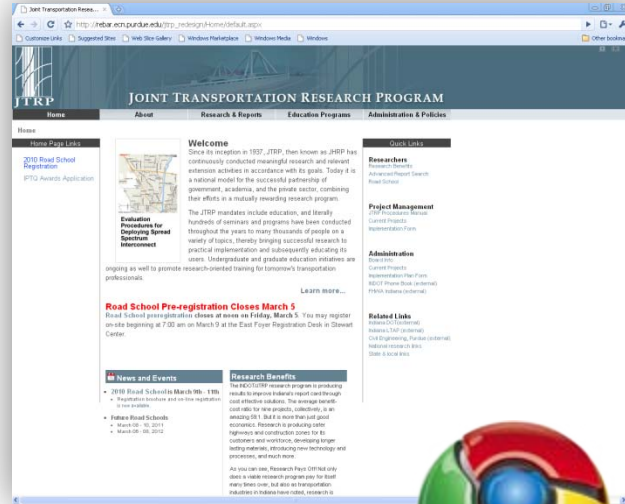 Joint Transportation Resea...
http://rebar.ecn.purdue.edu/jtrp_redesign/Home/default.aspx
Customize Links
Suggested Sites
Web Slice Gallery
Windows Marketplace
Windows Media
Windows
Other bookma
JTRP
JOINT TRANSPORTATION RESEARCH PROGRAM
Home
About
Research & Reports
Education Programs
Administration & Policies
Home
Home Page Links
2010 Road School
Registration
IPTQ Awards Application
Evaluation
Procedures for
Deploying Spread
Spectrum
Interconnect
Welcome
Since its inception in 1937, JTRP, then known as JHRP has
continuously conducted meaningful research and relevant
extension activities in accordance with its goals. Today it is
a national model for the successful partnership of
government, academia, and the private sector, combining
their efforts in a mutually rewarding research program.
The JTRP mandates include education, and literally
hundreds of seminars and programs have been conducted
throughout the years to many thousands of people on a
variety of topics, thereby bringing successful research to
practical implementation and subsequently educating its
users. Undergraduate and graduate education initiatives are
ongoing as well to promote research-oriented training for tomorrow's transportation
professionals.
Learn more...
Road School Pre-registration Closes March 5
Road School preregistration closes at noon on Friday, March 5. You may register
on-site beginning at 7:00 am on March 9 at the East Foyer Registration Desk in Stewart
Center.
News and Events
2010 Road School is March 9th - 11th
Registration brochure and on-line registration
is now available
Future Road Schools
March 08 - 10, 2011
March 06 - 08, 2012
Research Benefits
The INDOT/JTRP research program is producing
results to improve Indiana's report card through
cost effective solutions. The average benefit-
cost ratio for nine projects, collectively, is an
amazing 59:1. But it is more than just good
economics. Research is producing safer
highways and construction zones for its
customers and workforce, developing longer
lasting materials, introducing new technology and
processes, and much more.
As you can see, Research Pays Off! Not only
does a viable research program pay for itself
many times over, but also as transportation
industries in Indiana have noted, research is
Quick Links
Researchers
Research Benefits
Advanced Report Search
Road School
Project Management
JTRP Procedures Manual
Current Projects
Implementation Form
Administration
Board Info
Current Projects
Implementation Plan Form
INDOT Phone Book (external)
FHWA Indiana (external)
Related Links
Indiana DOT (external)
Indiana LTAP (external)
Civil Engineering, Purdue (external)
National research links
State & local links